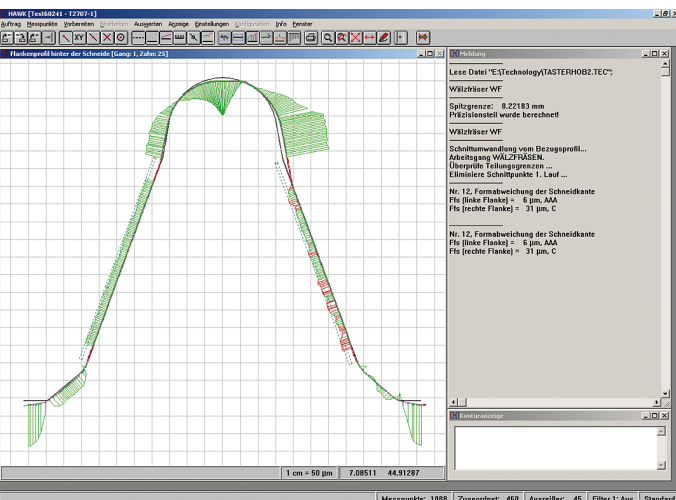 HAWK [Test60241 - T2707-1]
Auftrag Messpunkte Vorbereiten Bearbeiten Auswerten Anzeige Einstellungen Konfiguration Info Fenster
Flankenprofil hinter der Schneide [Gang: 1, Zahn: 25]
1 cm = 50 µm 7.08511 44.91287
Meldung
Lese Datei "E:\Technology\TASTERHOB2.TEC";
Wälzfräser WF
Spitzgrenze: 8.22183 mm
Präzisionsteil wurde berechnet!
Wälzfräser WF
Schnittumwandlung vom Bezugsprofil...
Arbeitsgang WÄLZFRÄSEN.
Überprüfe Teilungsgrenzen ...
Eliminiere Schnittpunkte 1. Lauf ...
Nr. 12, Formabweichung der Schneidkante
Ffs (linke Flanke) = 6 µm, AAA
Ffs (rechte Flanke) = 31 µm, C
Nr. 12, Formabweichung der Schneidkante
Ffs (linke Flanke) = 6 µm, AAA
Ffs (rechte Flanke) = 31 µm, C
Konturanzeige
Messpunkte: 1088 Zugeordnet: 460 Ausreißer: 45 Filter 1: Aus Standard